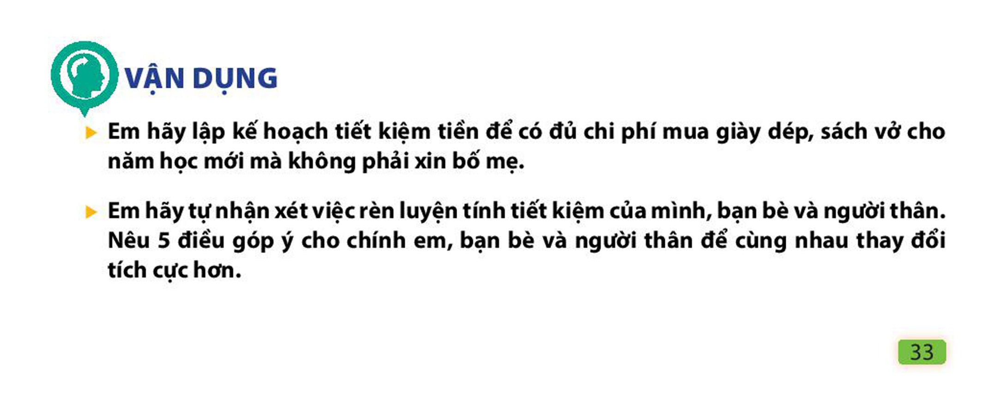 VẬN DỤNG
Em hãy lập kế hoạch tiết kiệm tiền để có đủ chi phí mua giày dép, sách vở cho
năm học mới mà không phải xin bố mẹ.
Em hãy tự nhận xét việc rèn luyện tính tiết kiệm của mình, bạn bè và người thân.
Nêu 5 điều góp ý cho chính em, bạn bè và người thân để cùng nhau thay đổi
tích cực hơn.
33